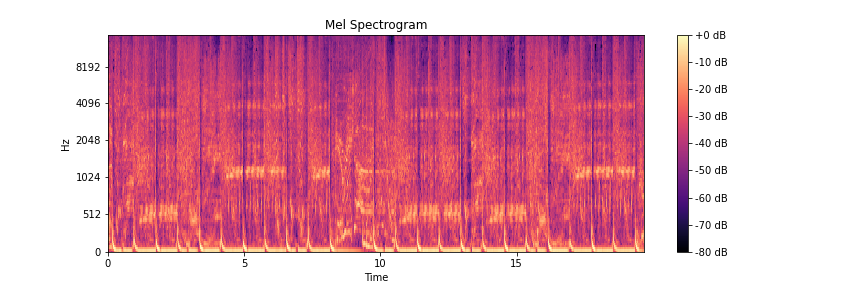 Mel Spectrogram
+0 dB
8192
-10 dB
4096
-20 dB
-30 dB
Hz
2048
-40 dB
1024
-50 dB
512
-60 dB
-70 dB
0
-80 dB
0 5 10 15
Time